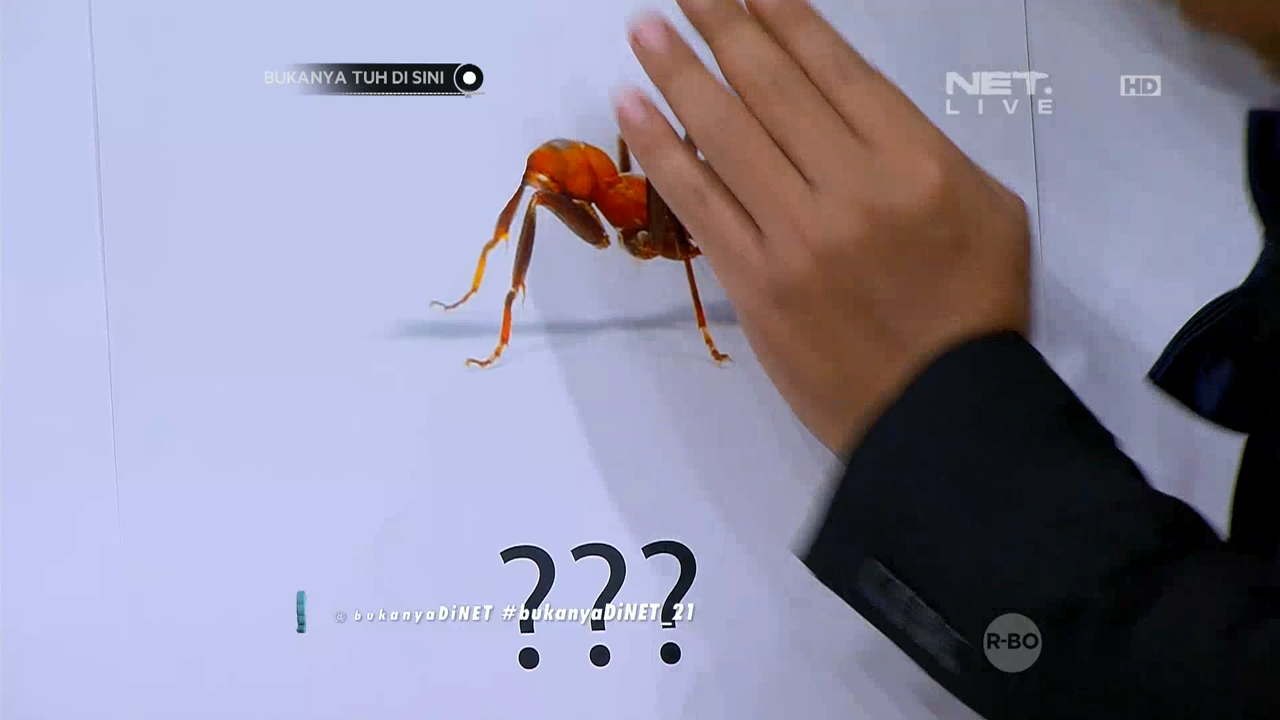 BUKANYA TUH DI SINI
NET.
LIVE
HD
???
@bukanyaDiNET #bukanyaDiNET_21
R-BO